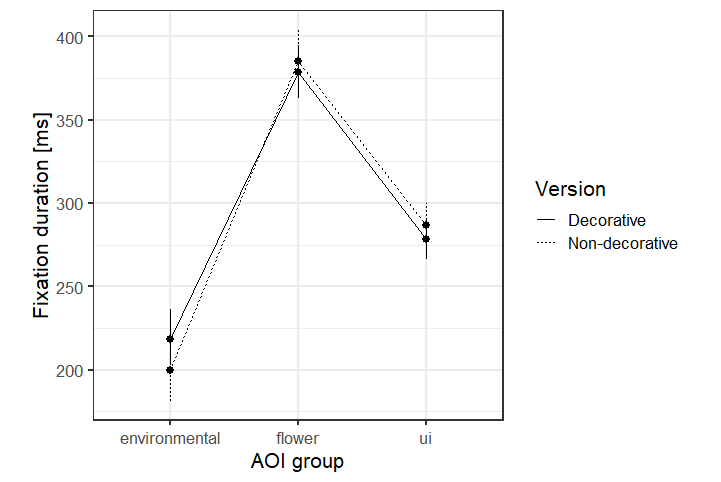 Fixation duration [ms]
400
350
300
250
200
environmental
flower
ui
AOI group
Version
Decorative
Non-decorative